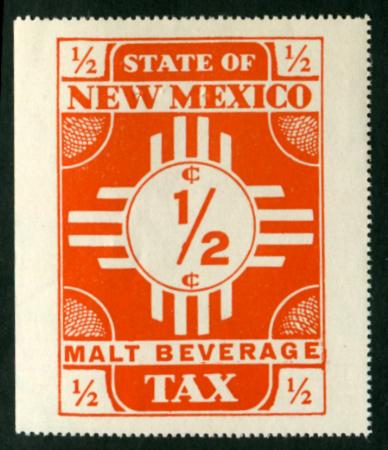 ½ STATE OF ½
NEW MEXICO
¢
1/2
¢
MALT BEVERAGE
½ TAX ½